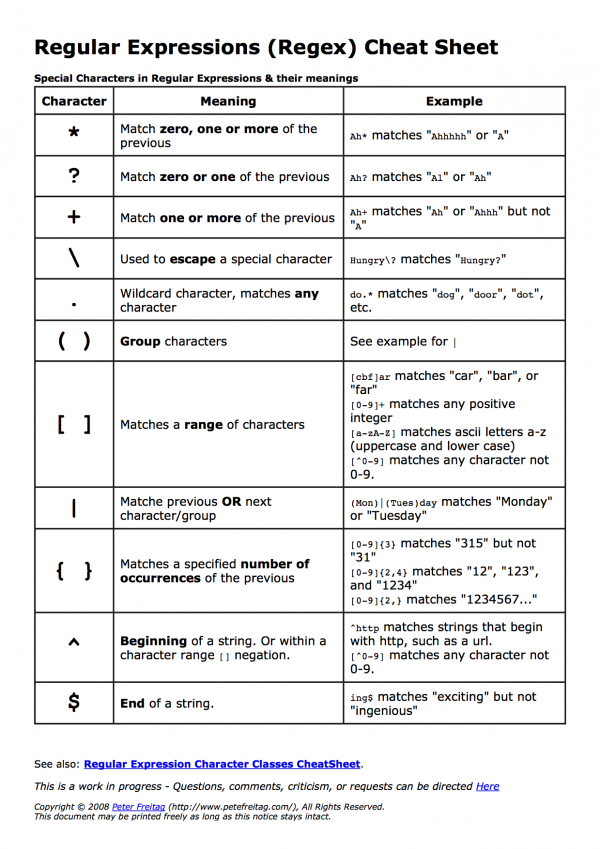 Regular Expressions (Regex) Cheat Sheet
Special Characters in Regular Expressions & their meanings
Character Meaning Example
* Match zero, one or more of the
previous
Ah* matches "Ahhhhh" or "A"
? Match zero or one of the previous Ah? matches "Al" or "Ah"
+ Match one or more of the previous Ah+ matches "Ah" or "Ahhh" but not
"A"
\ Used to escape a special character Hungry\? matches "Hungry?"
. Wildcard character, matches any
character
do.* matches "dog", "door", "dot",
etc.
( ) Group characters See example for |
[ ] Matches a range of characters
[cbf]ar matches "car", "bar", or
"far"
[0-9]+ matches any positive
integer
[a-zA-Z] matches ascii letters a-z
(uppercase and lower case)
[^0-9] matches any character not
0-9.
| Matche previous OR next
character/group
(Mon)|(Tues)day matches "Monday"
or "Tuesday"
{ } Matches a specified number of
occurrences of the previous
[0-9]{3} matches "315" but not
"31"
[0-9]{2,4} matches "12", "123",
and "1234"
[0-9]{2,} matches "1234567..."
^ Beginning of a string. Or within a
character range [] negation.
^http matches strings that begin
with http, such as a url.
[^0-9] matches any character not
0-9.
$ End of a string.
ing$ matches "exciting" but not
"ingenious"
See also: Regular Expression Character Classes CheatSheet.
This is a work in progress - Questions, comments, criticism, or requests can be directed Here
Copyright © 2008 Peter Freitag (http://www.petefreitag.com/), All Rights Reserved.
This document may be printed freely as long as this notice stays intact.